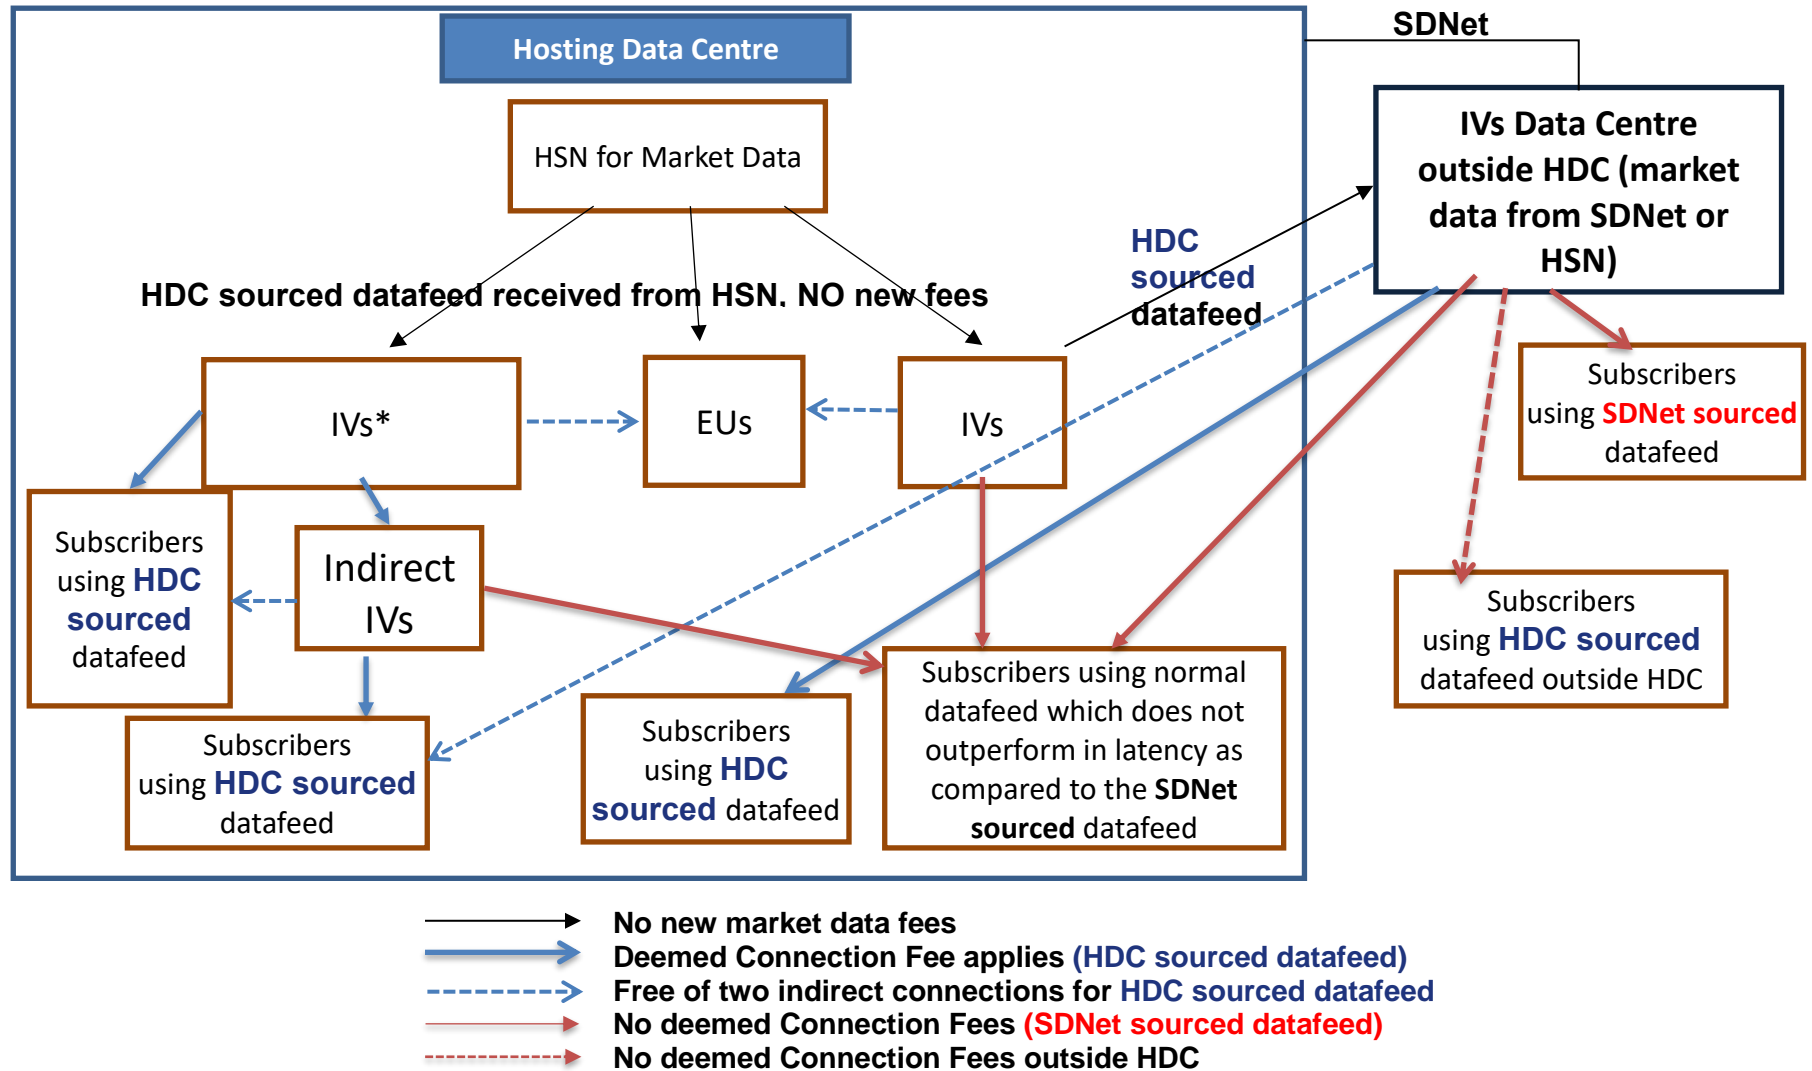 SDNet
Hosting Data Centre
HSN for Market Data
IVs Data Centre
outside HDC (market
data from SDNet or
HSN)
HDC
sourced
datafeed
HDC sourced datafeed received from HSN, NO new fees
IVs*
EUs
IVs
Subscribers
using SDNet sourced
datafeed
Subscribers
using HDC
sourced
datafeed
Indirect
IVs
Subscribers
using HDC sourced
datafeed outside HDC
Subscribers
using HDC sourced
datafeed
Subscribers
using HDC
sourced datafeed
Subscribers using normal
datafeed which does not
outperform in latency as
compared to the SDNet
sourced datafeed
No new market data fees
Deemed Connection Fee applies (HDC sourced datafeed)
Free of two indirect connections for HDC sourced datafeed
No deemed Connection Fees (SDNet sourced datafeed)
No deemed Connection Fees outside HDC